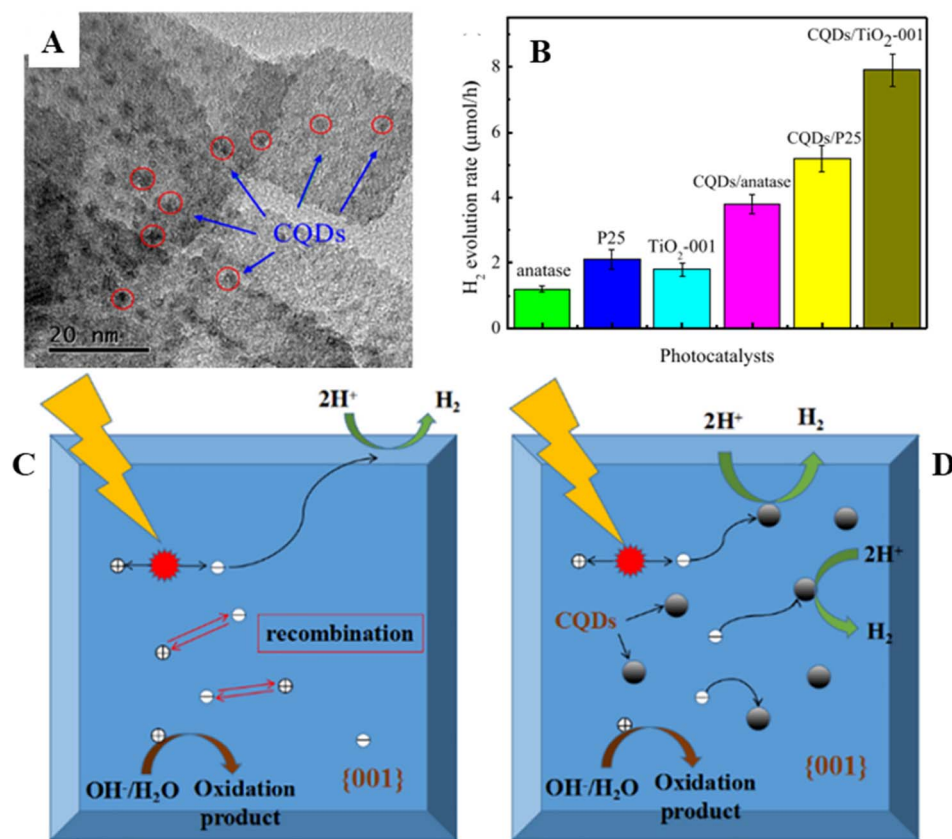 A
CQDs
20 nm
B
H₂ evolution rate (μmol/h)
8
6
4
2
0
anatase
P25
TiO₂-001
CQDs/anatase
CQDs/P25
CQDs/TiO₂-001
Photocatalysts
C
2H⁺
H₂
recombination
OH⁻/H₂O
Oxidation
product
{001}
D
2H⁺
H₂
2H⁺
H₂
CQDs
OH⁻/H₂O
Oxidation
product
{001}